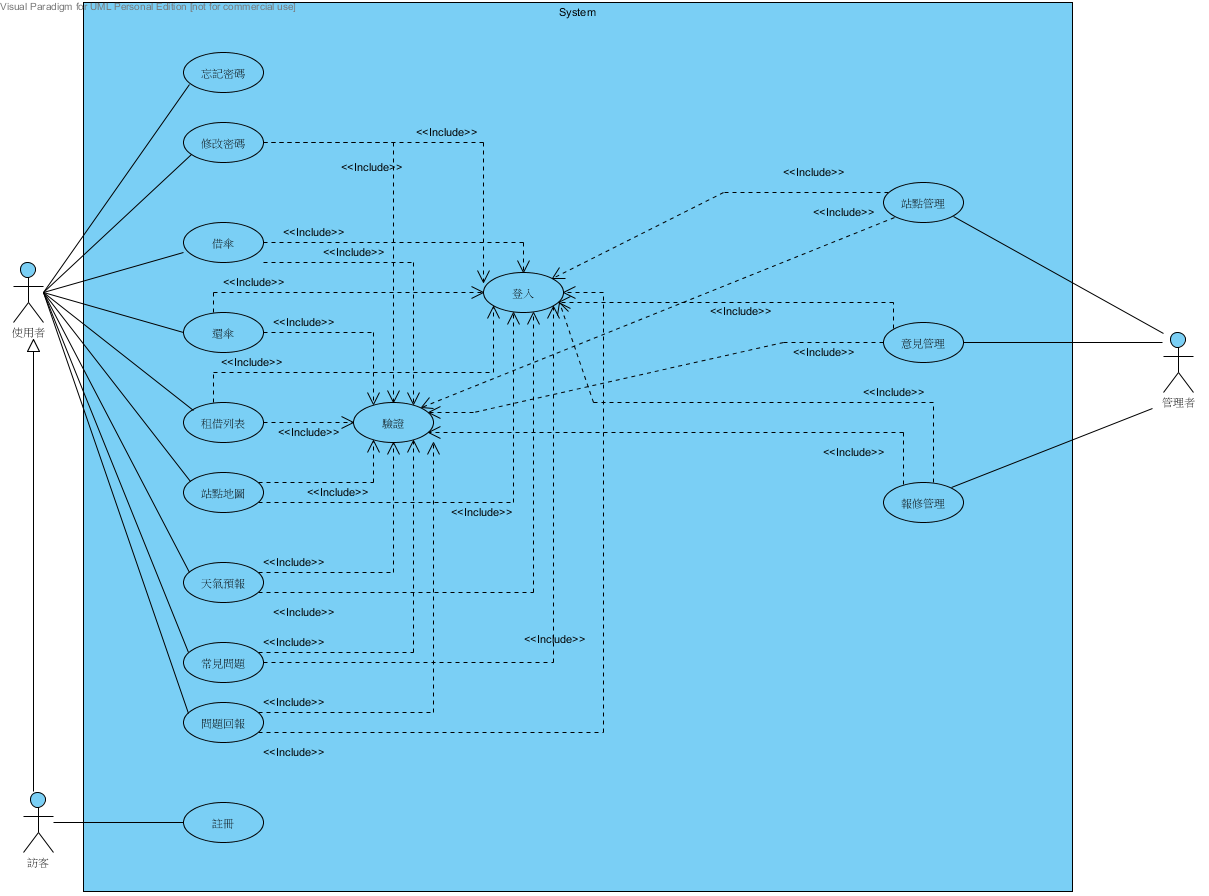 Visual Paradigm for UML Personal Edition [not for commercial use]
System
忘記密碼
<<Include>>
修改密碼
<<Include>>
<<Include>>
站點管理
<<Include>>
<<Include>>
借傘
<<Include>>
<<Include>>
登入
<<Include>>
<<Include>>
還傘
使用者
意見管理
<<Include>>
<<Include>>
<<Include>>
管理者
租借列表
驗證
<<Include>>
<<Include>>
站點地圖
<<Include>>
報修管理
<<Include>>
<<Include>>
天氣預報
<<Include>>
<<Include>>
<<Include>>
常見問題
<<Include>>
問題回報
<<Include>>
註冊
訪客